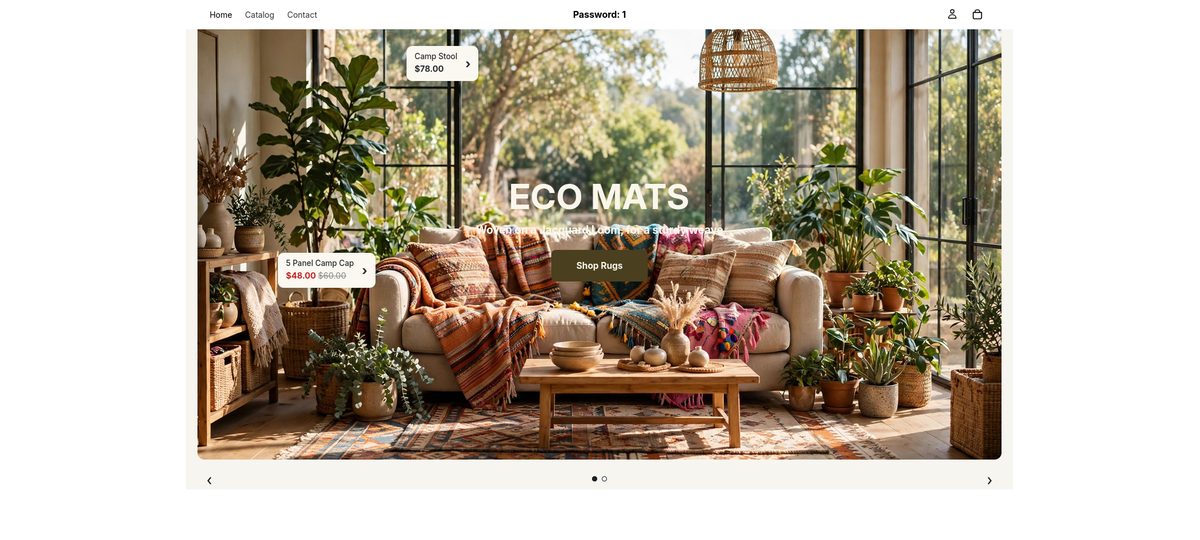 Home Catalog Contact
Password: 1
Camp Stool
$78.00
ECO MATS
Woven on a Jacquard Loom, for a sturdy weave.
Shop Rugs
5 Panel Camp Cap
$48.00 $60.00